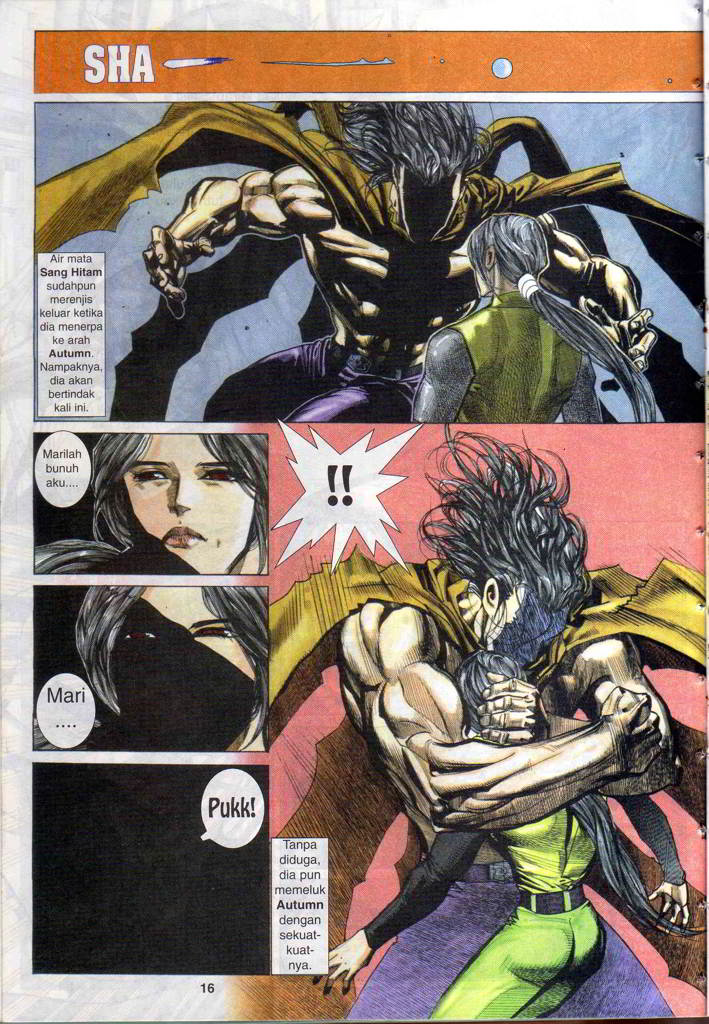 SHA
Air mata
Sang Hitam
sudahpun
merenjis
keluar ketika
dia menerpa
ke arah
Autumn.
Nampaknya,
dia akan
bertindak
kali ini.
Marilah
bunuh
aku....
!!
Mari
....
Pukk!
Tanpa
diduga,
dia pun
memeluk
Autumn
dengan
sekuat-
kuat-
nya.
16